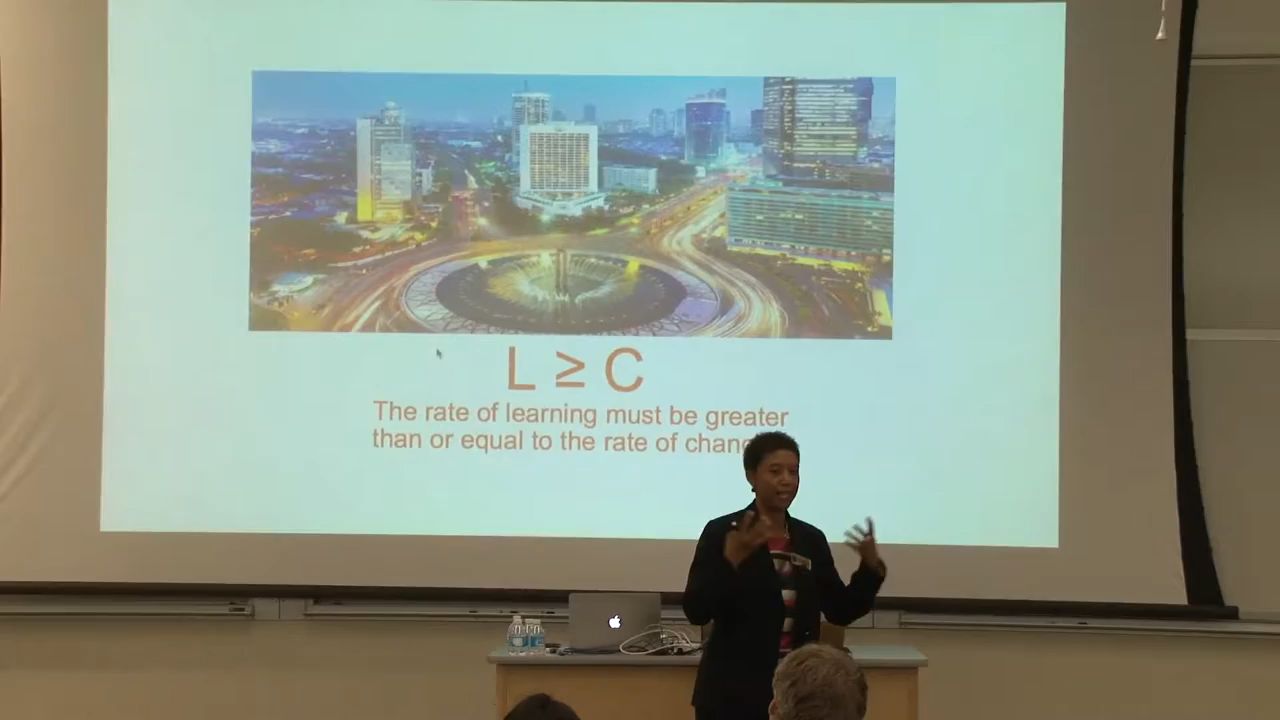 L ≥ C
The rate of learning must be greater
than or equal to the rate of